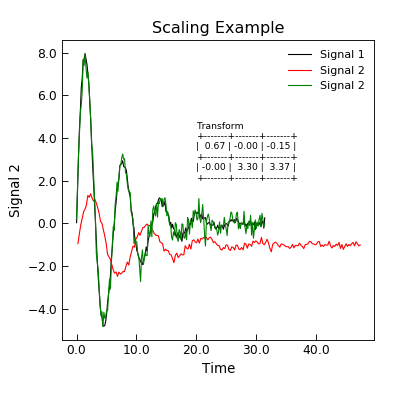 Scaling Example
8.0
6.0
4.0
2.0
0.0
−2.0
−4.0
Signal 2
Signal 1
Signal 2
Signal 2
Transform
+--------+--------+--------+
|  0.67 | -0.00 | -0.15 |
+--------+--------+--------+
| -0.00 |  3.30 |  3.37 |
+--------+--------+--------+
0.0 10.0 20.0 30.0 40.0
Time